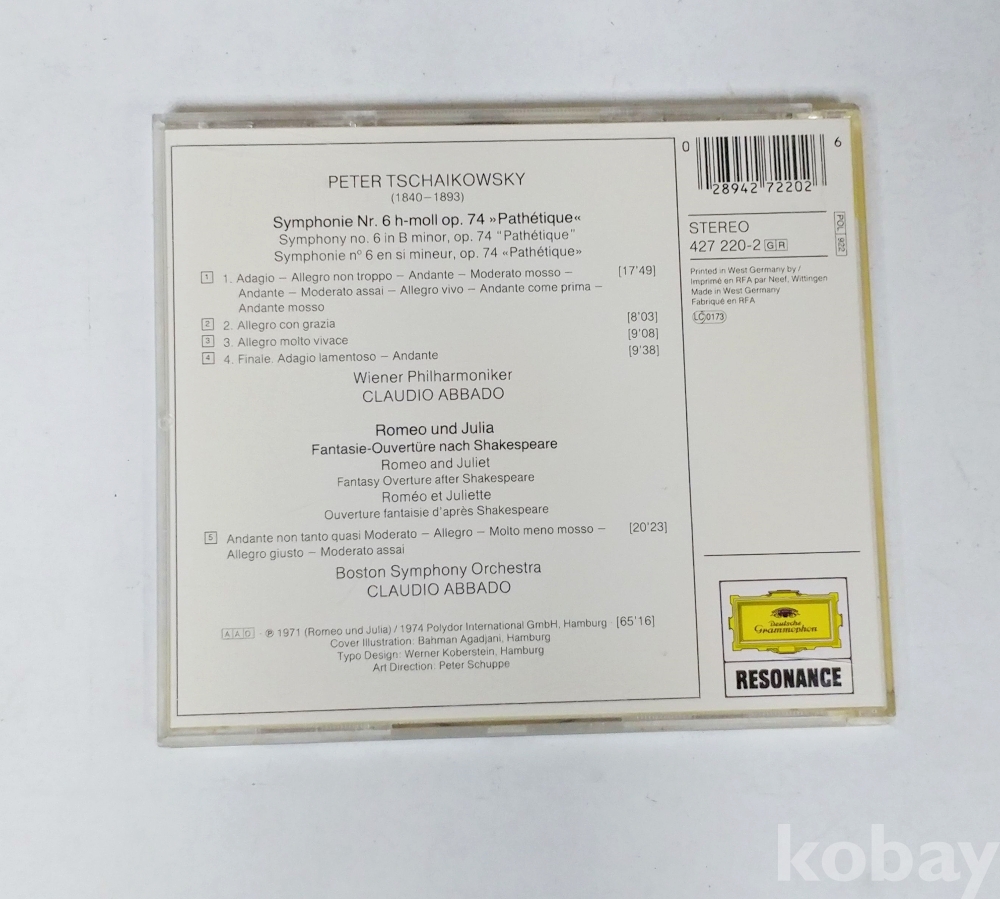 PETER TSCHAIKOWSKY
(1840–1893)
Symphonie Nr. 6 h-moll op. 74 »Pathétique«
Symphony no. 6 in B minor, op. 74 “Pathétique”
Symphonie n° 6 en si mineur, op. 74 «Pathétique»
1 1. Adagio – Allegro non troppo – Andante – Moderato mosso – [17'49]
Andante – Moderato assai – Allegro vivo – Andante come prima –
Andante mosso
2 2. Allegro con grazia [8'03]
3 3. Allegro molto vivace [9'08]
4 4. Finale. Adagio lamentoso – Andante [9'38]
Wiener Philharmoniker
CLAUDIO ABBADO
Romeo und Julia
Fantasie-Ouvertüre nach Shakespeare
Romeo and Juliet
Fantasy Overture after Shakespeare
Roméo et Juliette
Ouverture fantaisie d'après Shakespeare
5 Andante non tanto quasi Moderato – Allegro – Molto meno mosso – [20'23]
Allegro giusto – Moderato assai
Boston Symphony Orchestra
CLAUDIO ABBADO
AAD · ℗ 1971 (Romeo und Julia) / 1974 Polydor International GmbH, Hamburg · [65'16]
Cover Illustration: Bahman Agadjani, Hamburg
Typo Design: Werner Koberstein, Hamburg
Art Direction: Peter Schuppe
0 28942 72202 6
STEREO
427 220-2 GR
POL 922
Printed in West Germany by /
Imprimé en RFA par Neef, Wittingen
Made in West Germany
Fabriqué en RFA
LC 0173
Deutsche
Grammophon
RESONANCE
kobay